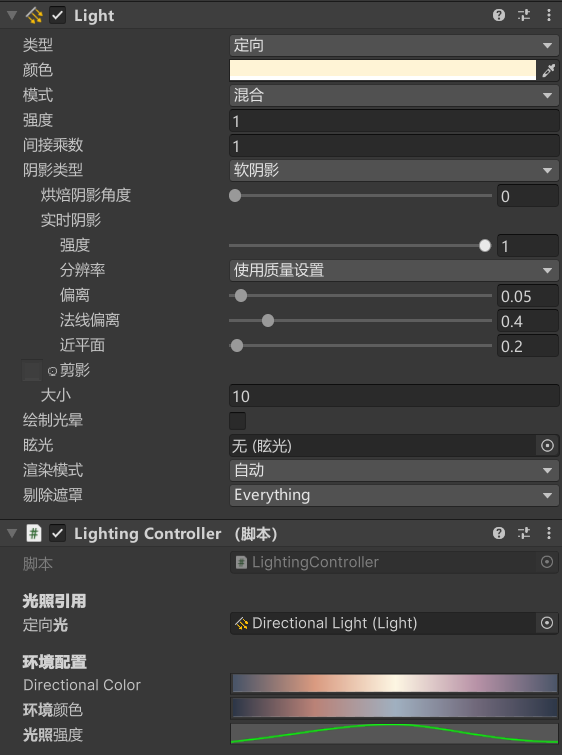 Light
类型 定向
颜色
模式 混合
强度 1
间接乘数 1
阴影类型 软阴影
烘焙阴影角度 0
实时阴影
强度 1
分辨率 使用质量设置
偏离 0.05
法线偏离 0.4
近平面 0.2
剪影
大小 10
绘制光晕
眩光 无 (眩光)
渲染模式 自动
剔除遮罩 Everything
Lighting Controller （脚本）
脚本 LightingController
光照引用
定向光 Directional Light (Light)
环境配置
Directional Color
环境颜色
光照强度